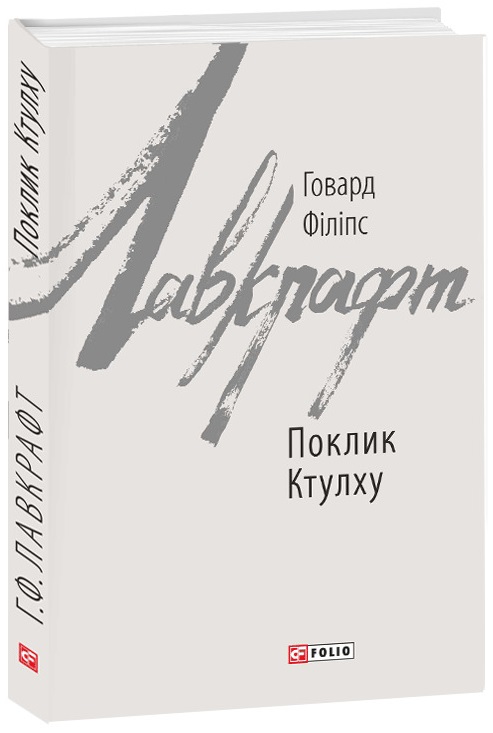 Говард
Філіпс
Лавкрафт
Поклик
Ктулху
FOLIO
Поклик Ктулху
Г.Ф. ЛАВКРАФТ